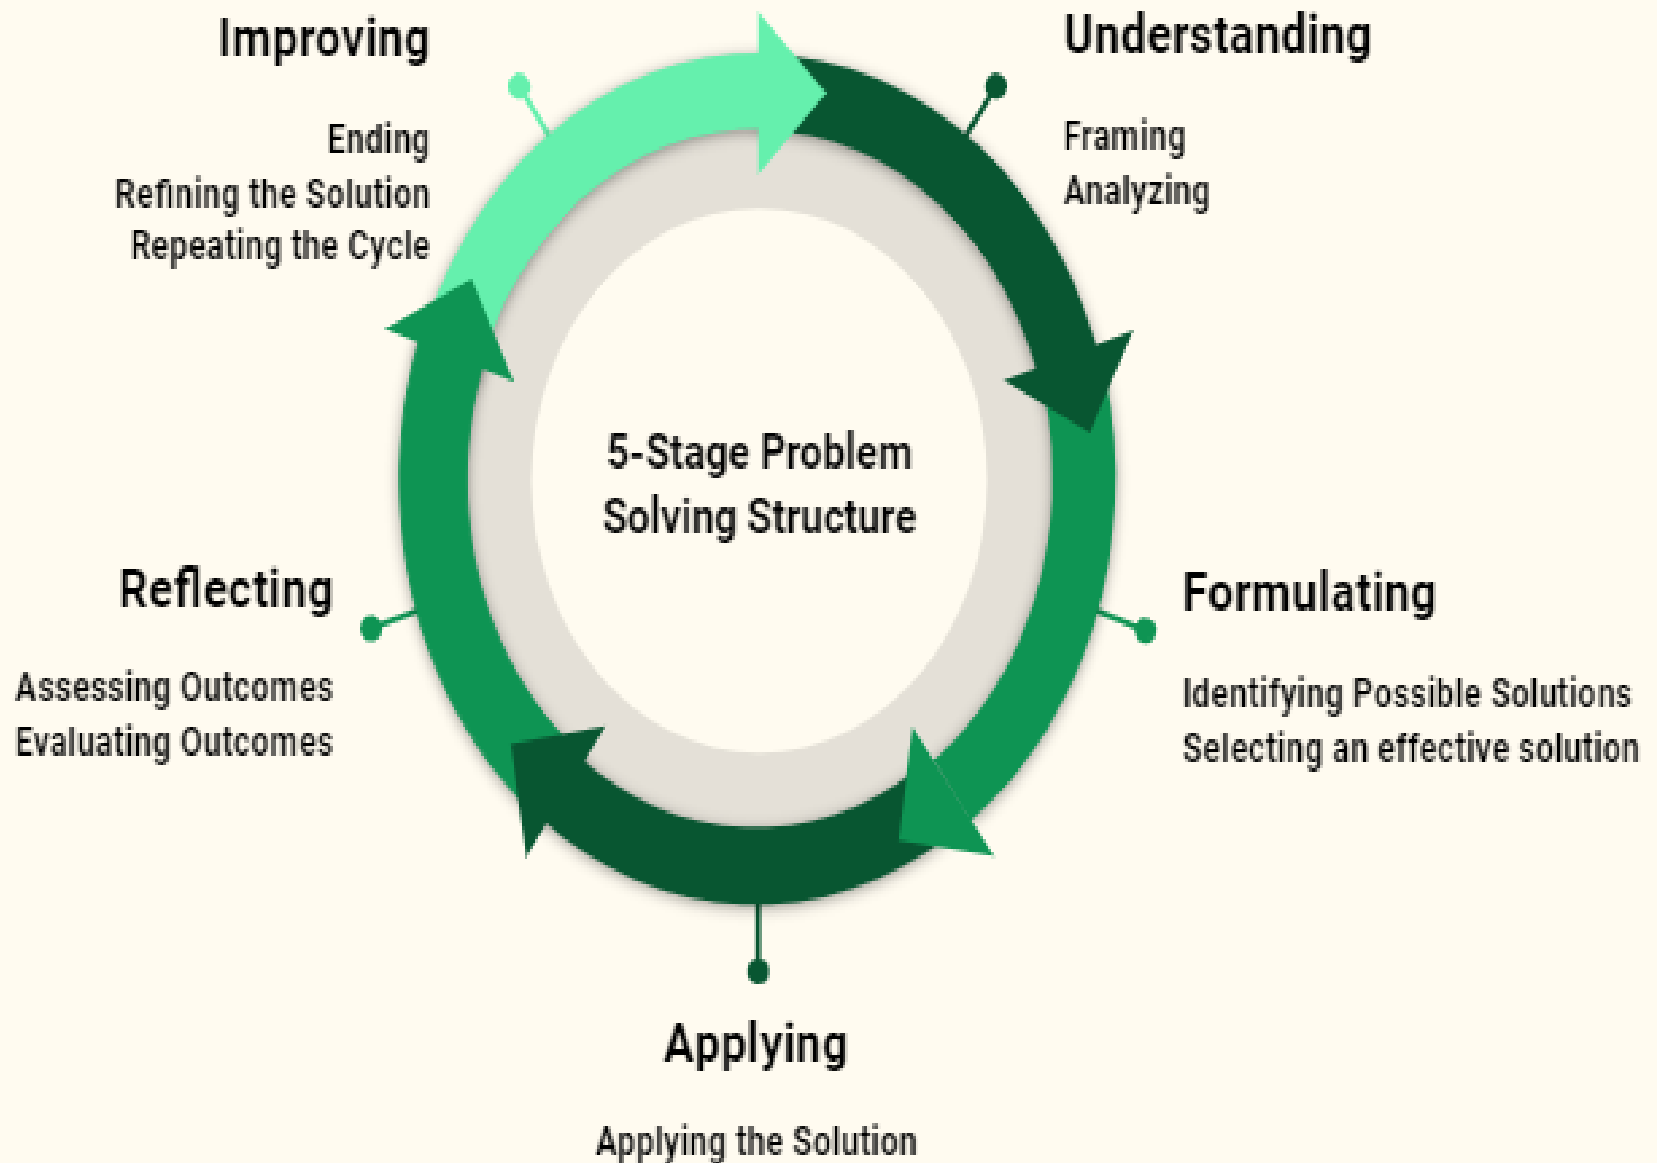 Improving
Ending
Refining the Solution
Repeating the Cycle
Understanding
Framing
Analyzing
5-Stage Problem
Solving Structure
Reflecting
Assessing Outcomes
Evaluating Outcomes
Formulating
Identifying Possible Solutions
Selecting an effective solution
Applying
Applying the Solution